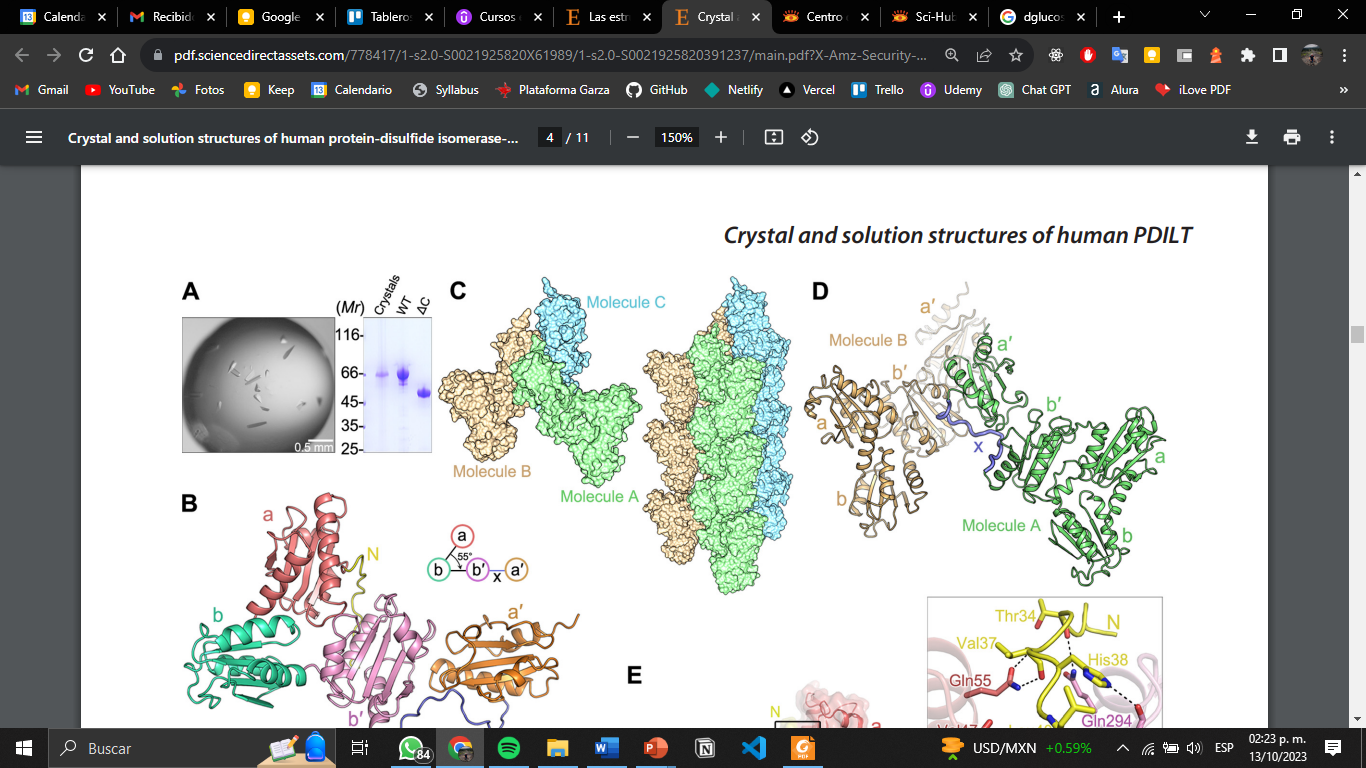 Calenda
Recibidu
Google
Tableros
Cursos
Las estr
Crystal
Centro
Sci-Hub
dglucos
pdf.sciencedirectassets.com/778417/1-s2.0-S0021925820X61989/1-s2.0-S0021925820391237/main.pdf?X-Amz-Security-...
Gmail
YouTube
Fotos
Keep
Calendario
Syllabus
Plataforma Garza
GitHub
Netlify
Vercel
Trello
Udemy
Chat GPT
Alura
iLove PDF
»
Crystal and solution structures of human protein-disulfide isomerase-...
4 / 11
150%
Crystal and solution structures of human PDILT
A
(Mr)
Crystals
WT
ΔC
116-
66-
45-
35-
25-
0.5 mm
C
Molecule C
Molecule B
Molecule A
D
a′
Molecule B
a′
b′
b′
a
x
a
b
Molecule A
b
B
a
N
a
55°
b
b′
x
a′
b
a′
b′
E
N
a
Thr34
N
Val37
His38
Gln55
Gln294
Buscar
84
USD/MXN +0.59%
ESP
02:23 p. m.
13/10/2023